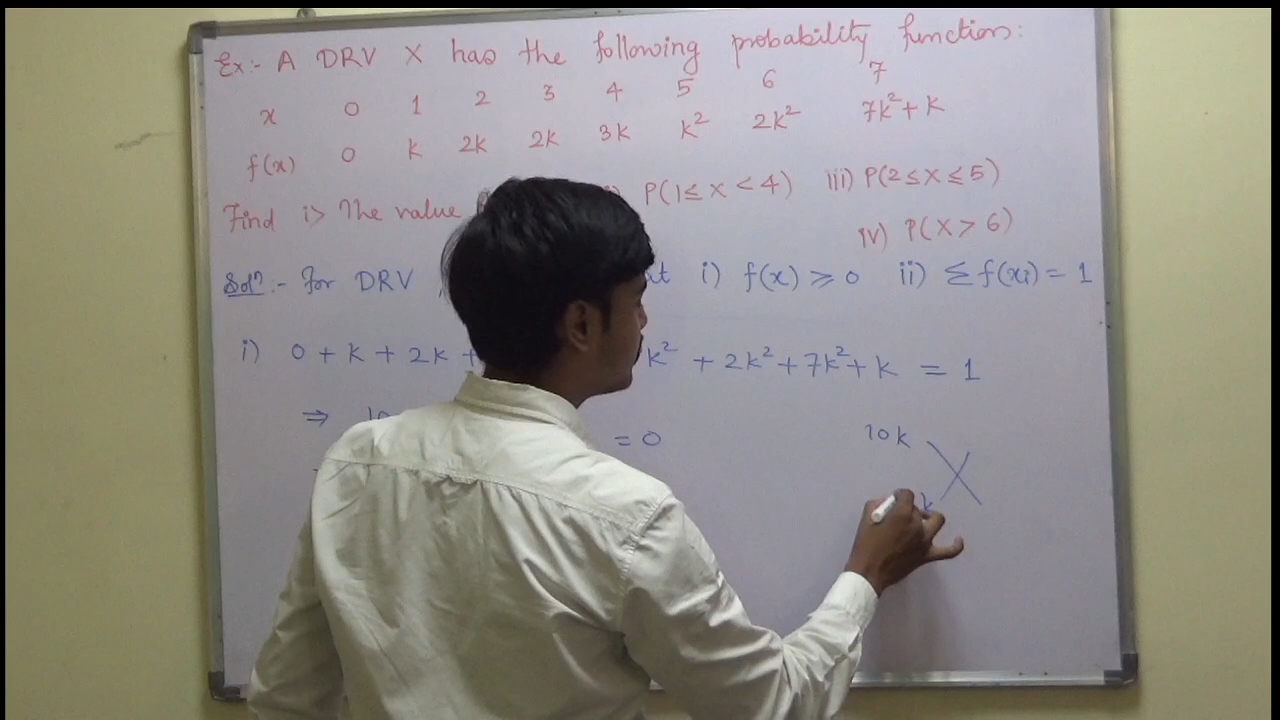 Ex:- A DRV X has the following probability function:
x 0 1 2 3 4 5 6 7
f(x) 0 k 2k 2k 3k k² 2k² 7k²+k
Find i> The value P(1≤X<4) iii) P(2≤X≤5)
iv) P(X>6)
Solⁿ:- For DRV i) f(x)≥0 ii) Σf(xi)=1
i) 0+k+2k+ k²+2k²+7k²+k=1
⇒ 10 =0
10k
k